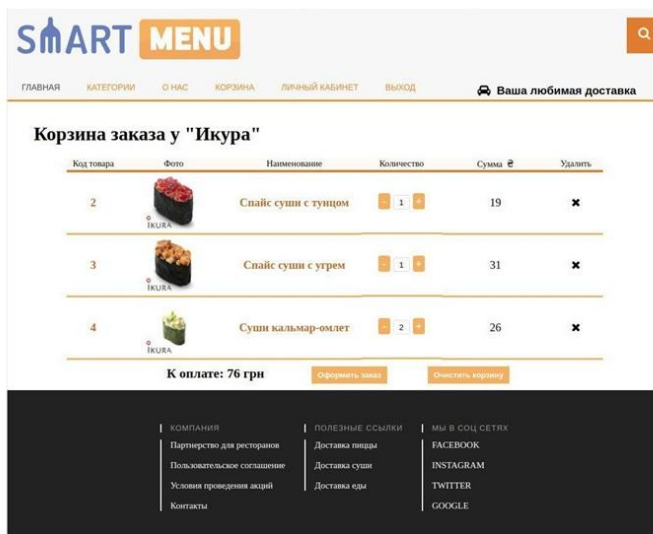 SMART MENU
ГЛАВНАЯ КАТЕГОРИИ О НАС КОРЗИНА ЛИЧНЫЙ КАБИНЕТ ВЫХОД Ваша любимая доставка
Корзина заказа у "Икура"
Код товара Фото Наименование Количество Сумма ₴ Удалить
2 IKURA Спайс суши с тунцом - 1 + 19 ✖
3 IKURA Спайс суши с угрем - 1 + 31 ✖
4 IKURA Суши кальмар-омлет - 2 + 26 ✖
К оплате: 76 грн Оформить заказ Очистить корзину
КОМПАНИЯ
Партнерство для ресторанов
Пользовательское соглашение
Условия проведения акций
Контакты
ПОЛЕЗНЫЕ ССЫЛКИ
Доставка пиццы
Доставка суши
Доставка еды
МЫ В СОЦ СЕТЯХ
FACEBOOK
INSTAGRAM
TWITTER
GOOGLE